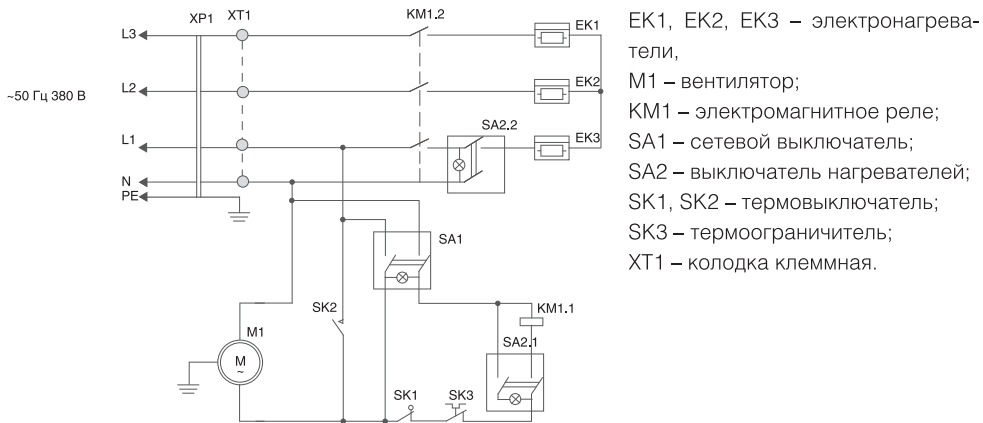 XP1 XT1 KM1.2
L3 EK1
~50 Гц 380 В
L2 EK2
L1 SA2.2 EK3
N
PE
SA1
SK2
KM1.1
M1
M
~
SA2.1
SK1 SK3
EK1, EK2, EK3 – электронагрева-
тели,
M1 – вентилятор;
KM1 – электромагнитное реле;
SA1 – сетевой выключатель;
SA2 – выключатель нагревателей;
SK1, SK2 – термовыключатель;
SK3 – термоограничитель;
XT1 – колодка клеммная.